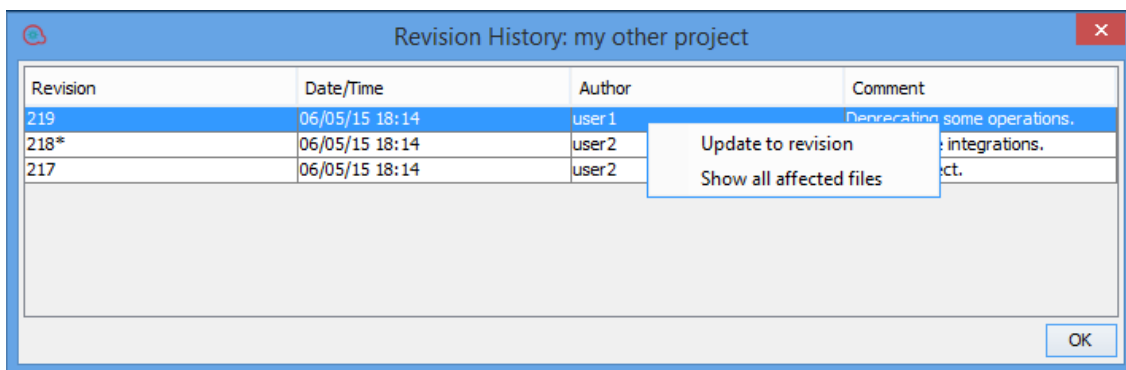 Revision History: my other project
Revision Date/Time Author Comment
219 06/05/15 18:14 user1 Deprecating some operations.
218* 06/05/15 18:14 user2 integrations.
217 06/05/15 18:14 user2
Update to revision
Show all affected files
OK